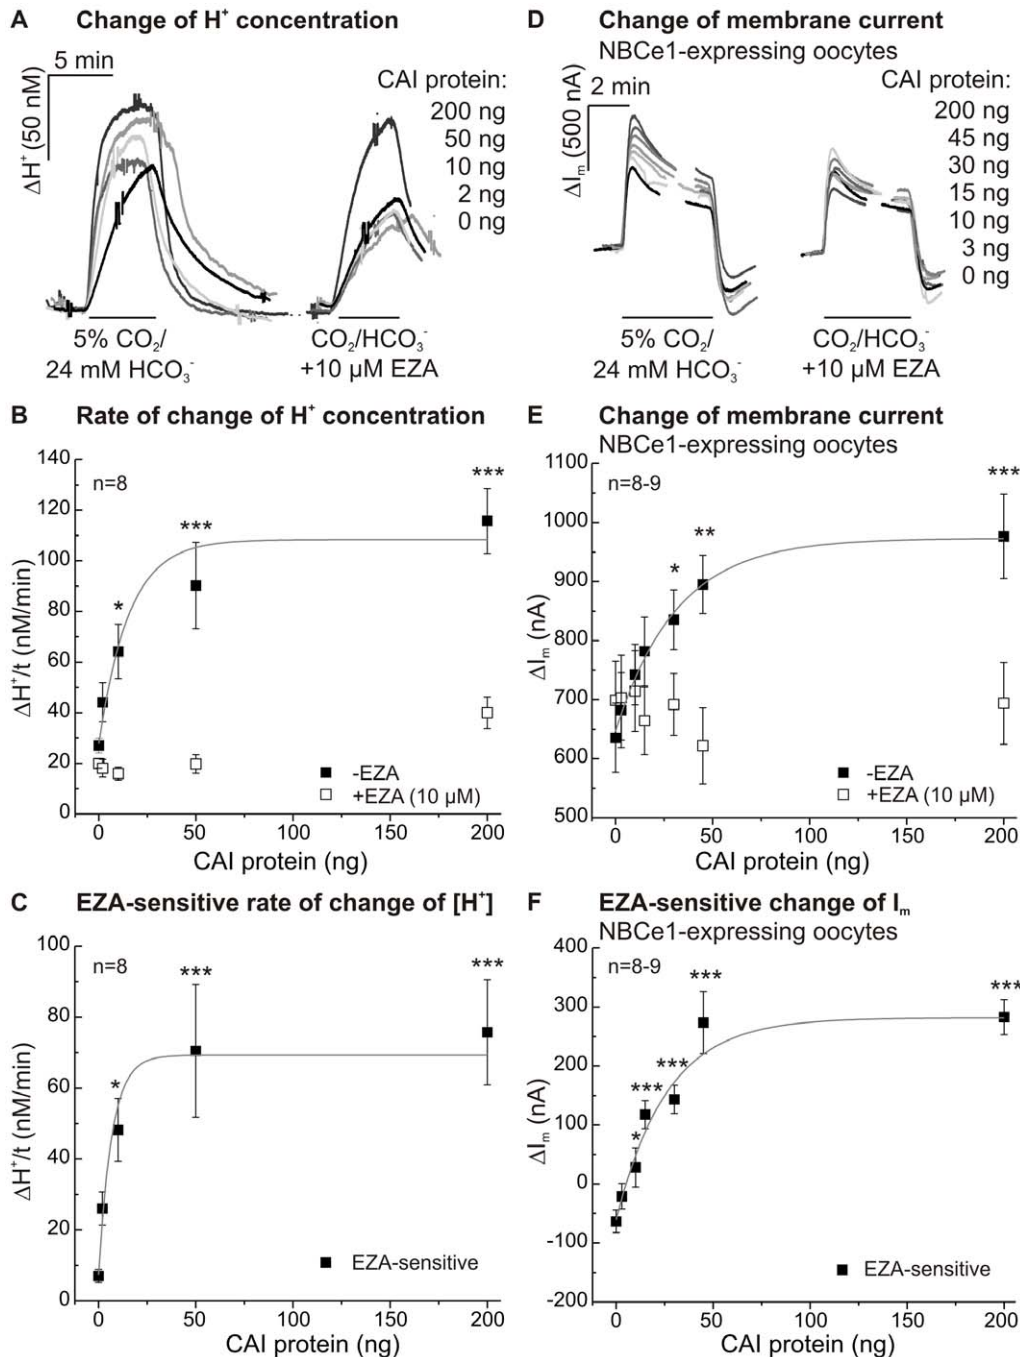 A Change of H⁺ concentration
5 min
ΔH⁺ (50 nM)
CAI protein:
200 ng
50 ng
10 ng
2 ng
0 ng
5% CO₂/
24 mM HCO₃⁻
CO₂/HCO₃⁻
+10 µM EZA
D Change of membrane current
NBCe1-expressing oocytes
2 min
ΔIₘ (500 nA)
CAI protein:
200 ng
45 ng
30 ng
15 ng
10 ng
3 ng
0 ng
5% CO₂/
24 mM HCO₃⁻
CO₂/HCO₃⁻
+10 µM EZA
B Rate of change of H⁺ concentration
n=8
140
120
100
80
60
40
20
0
ΔH⁺/t (nM/min)
*
***
***
-EZA
+EZA (10 µM)
0 50 100 150 200
CAI protein (ng)
E Change of membrane current
NBCe1-expressing oocytes
n=8-9
1100
1000
900
800
700
600
500
ΔIₘ (nA)
*
**
***
-EZA
+EZA (10 µM)
0 50 100 150 200
CAI protein (ng)
C EZA-sensitive rate of change of [H⁺]
n=8
100
80
60
40
20
0
ΔH⁺/t (nM/min)
*
***
***
EZA-sensitive
0 50 100 150 200
CAI protein (ng)
F EZA-sensitive change of Iₘ
NBCe1-expressing oocytes
n=8-9
400
300
200
100
0
-100
-200
ΔIₘ (nA)
*
***
***
***
***
EZA-sensitive
0 50 100 150 200
CAI protein (ng)